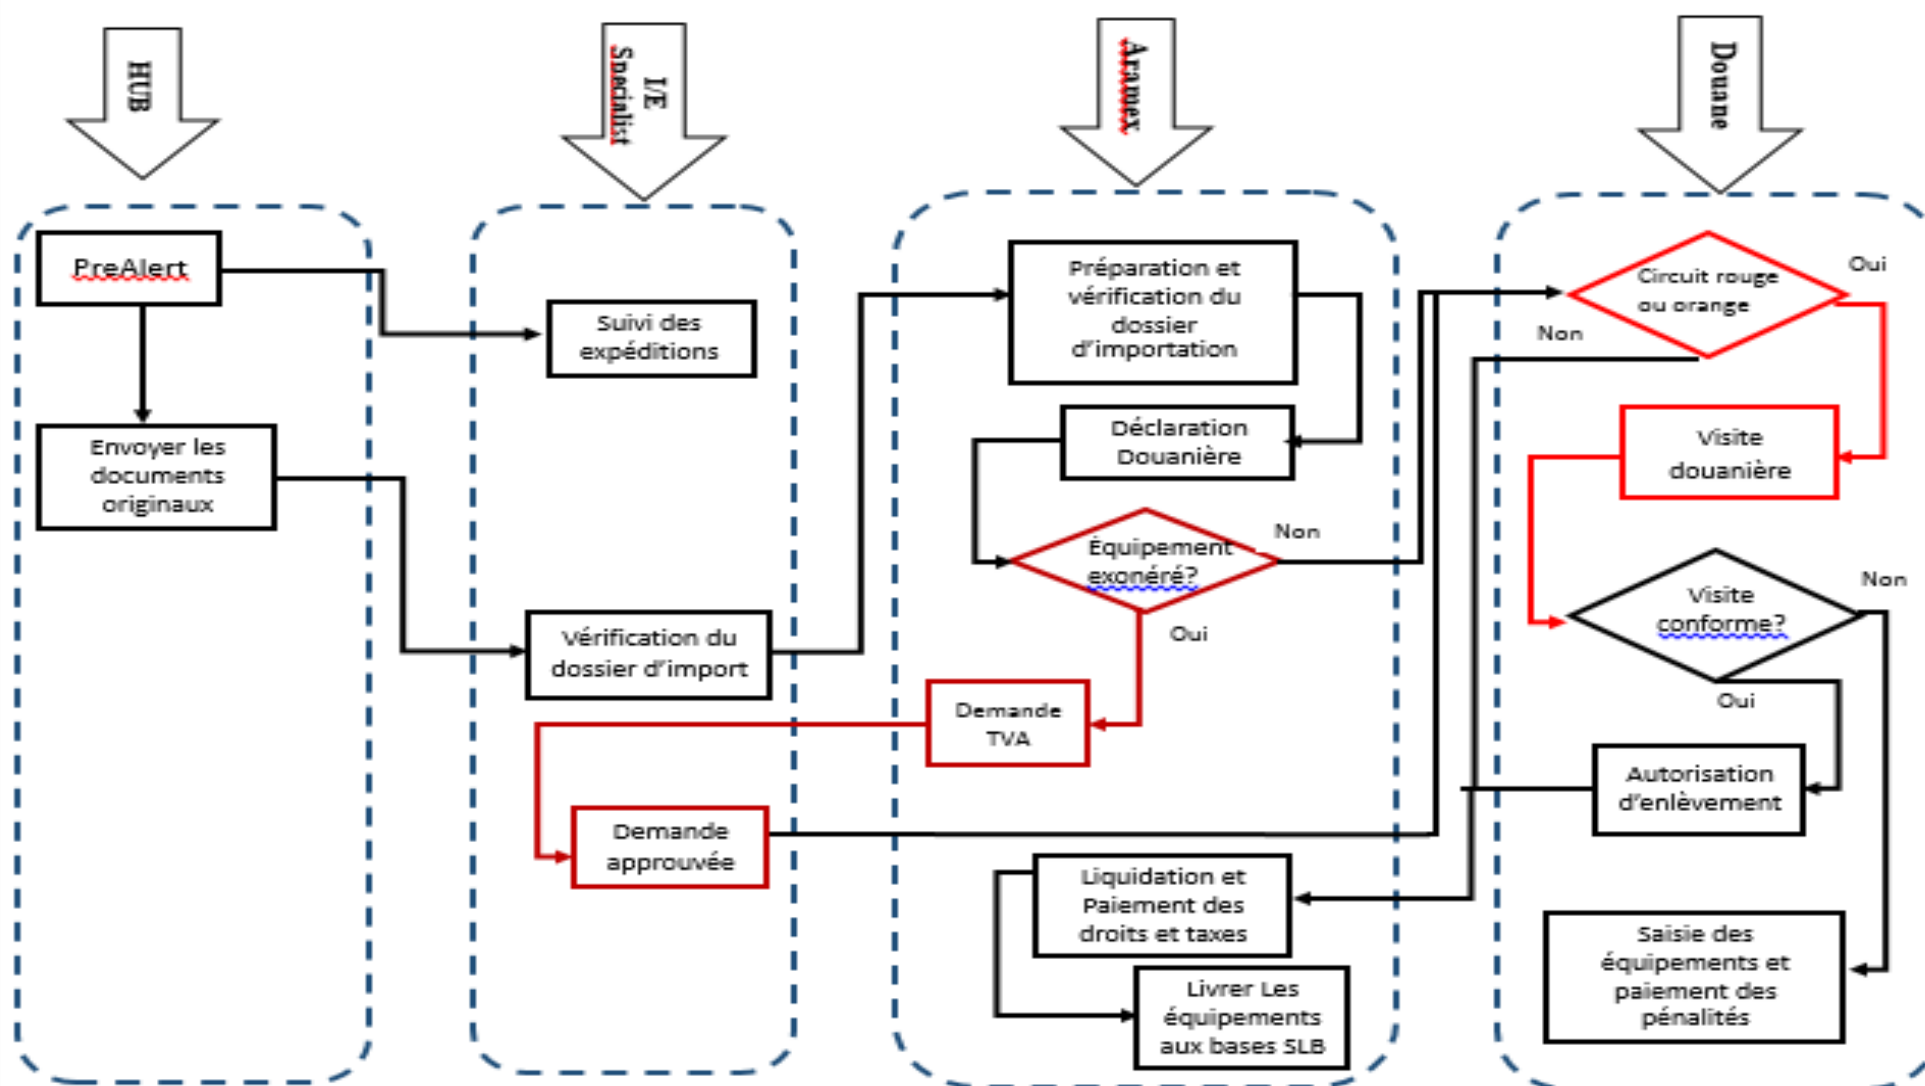 HUB
I/E
Specialist
Aramex
Douane
PreAlert
Envoyer les
documents
originaux
Suivi des
expéditions
Vérification du
dossier d'import
Demande
approuvée
Préparation et
vérification du
dossier
d'importation
Déclaration
Douanière
Équipement
exonéré?
Non
Oui
Demande
TVA
Liquidation et
Paiement des
droits et taxes
Livrer Les
équipements
aux bases SLB
Circuit rouge
ou orange
Oui
Non
Visite
douanière
Visite
conforme?
Non
Oui
Autorisation
d'enlèvement
Saisie des
équipements et
paiement des
pénalités